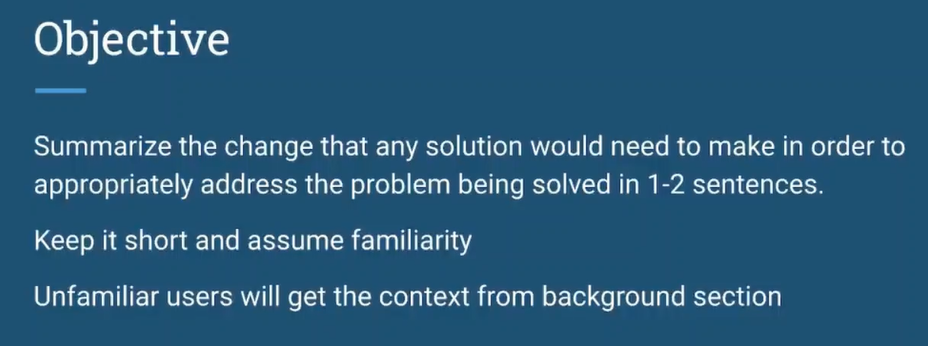 Objective
Summarize the change that any solution would need to make in order to
appropriately address the problem being solved in 1-2 sentences.
Keep it short and assume familiarity
Unfamiliar users will get the context from background section